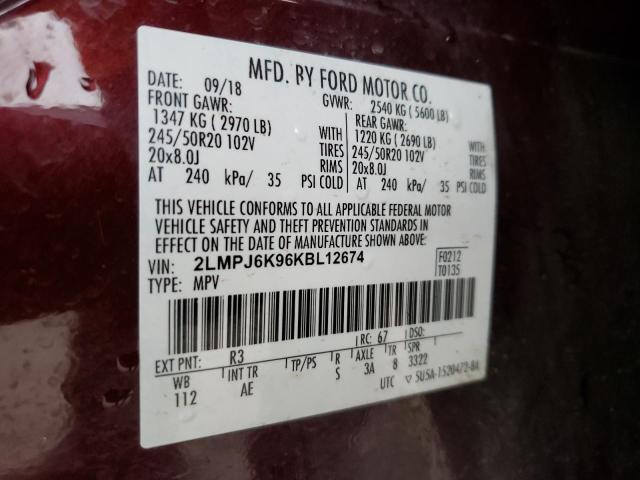 MFD. BY FORD MOTOR CO.
DATE: 09/18 GVWR: 2540 KG ( 5600 LB)
FRONT GAWR: REAR GAWR:
1347 KG ( 2970 LB) WITH 1220 KG ( 2690 LB) WITH
245/50R20 102V TIRES 245/50R20 102V TIRES
20x8.0J RIMS 20x8.0J RIMS
AT 240 kPa/ 35 PSI COLD AT 240 kPa/ 35 PSI COLD
THIS VEHICLE CONFORMS TO ALL APPLICABLE FEDERAL MOTOR
VEHICLE SAFETY AND THEFT PREVENTION STANDARDS IN
EFFECT ON THE DATE OF MANUFACTURE SHOWN ABOVE.
VIN: 2LMPJ6K96KBL12674 F0212
TYPE: MPV T0135
RC: 67 DSO:
EXT PNT: R3
WB INT TR TP/PS R AXLE TR SPR
112 AE S 3A 8 3322
UTC ▽ 5U5A-1520472-BA